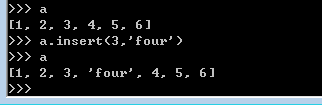 >>> a
[1, 2, 3, 4, 5, 6]
>>> a.insert(3,'four')
>>> a
[1, 2, 3, 'four', 4, 5, 6]
>>>